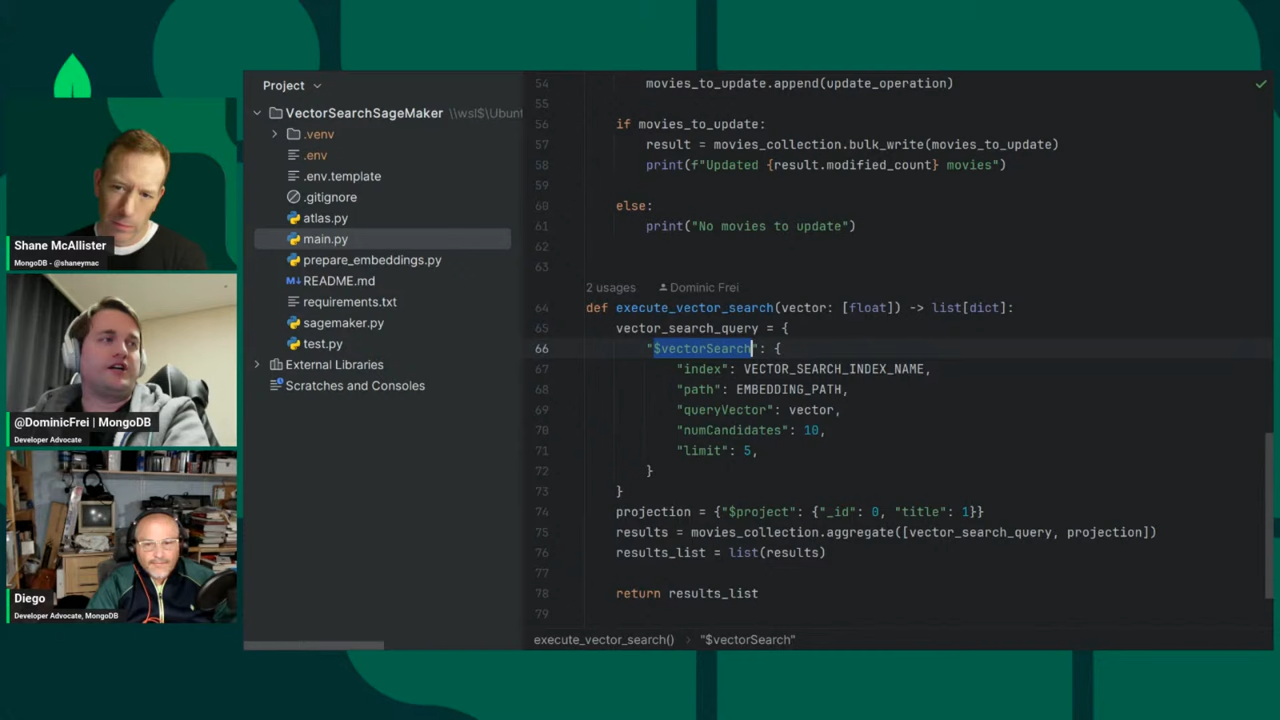 Project
VectorSearchSageMaker \\wsl$\Ubun
.venv
.env
.env.template
.gitignore
atlas.py
main.py
prepare_embeddings.py
README.md
requirements.txt
sagemaker.py
test.py
External Libraries
Scratches and Consoles
54 movies_to_update.append(update_operation)
55
56 if movies_to_update:
57 result = movies_collection.bulk_write(movies_to_update)
58 print(f"Updated {result.modified_count} movies")
59
60 else:
61 print("No movies to update")
62
63
2 usages Dominic Frei
64 def execute_vector_search(vector: [float]) -> list[dict]:
65 vector_search_query = {
66 "$vectorSearch": {
67 "index": VECTOR_SEARCH_INDEX_NAME,
68 "path": EMBEDDING_PATH,
69 "queryVector": vector,
70 "numCandidates": 10,
71 "limit": 5,
72 }
73 }
74 projection = {"$project": {"_id": 0, "title": 1}}
75 results = movies_collection.aggregate([vector_search_query, projection])
76 results_list = list(results)
77
78 return results_list
79
execute_vector_search() > "$vectorSearch"
Shane McAllister
MongoDB - @shaneymac
@DominicFrei | MongoDB
Developer Advocate
Diego
Developer Advocate, MongoDB